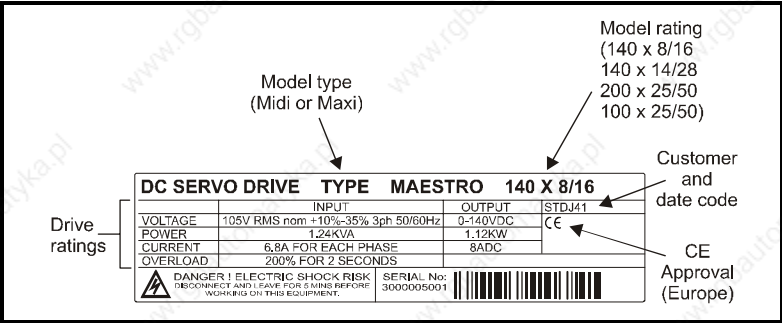 Model rating
(140 x 8/16
140 x 14/28
200 x 25/50
100 x 25/50)
Model type
(Midi or Maxi)
Customer
and
date code
DC SERVO DRIVE TYPE MAESTRO 140 X 8/16
INPUT OUTPUT STDJ41
VOLTAGE 105V RMS nom +10%-35% 3ph 50/60Hz 0-140VDC CE
POWER 1.24KVA 1.12KW
CURRENT 6.8A FOR EACH PHASE 8ADC
OVERLOAD 200% FOR 2 SECONDS
Drive
ratings
CE
Approval
(Europe)
DANGER ! ELECTRIC SHOCK RISK
DISCONNECT AND LEAVE FOR 5 MINS BEFORE
WORKING ON THIS EQUIPMENT.
SERIAL No:
3000005001